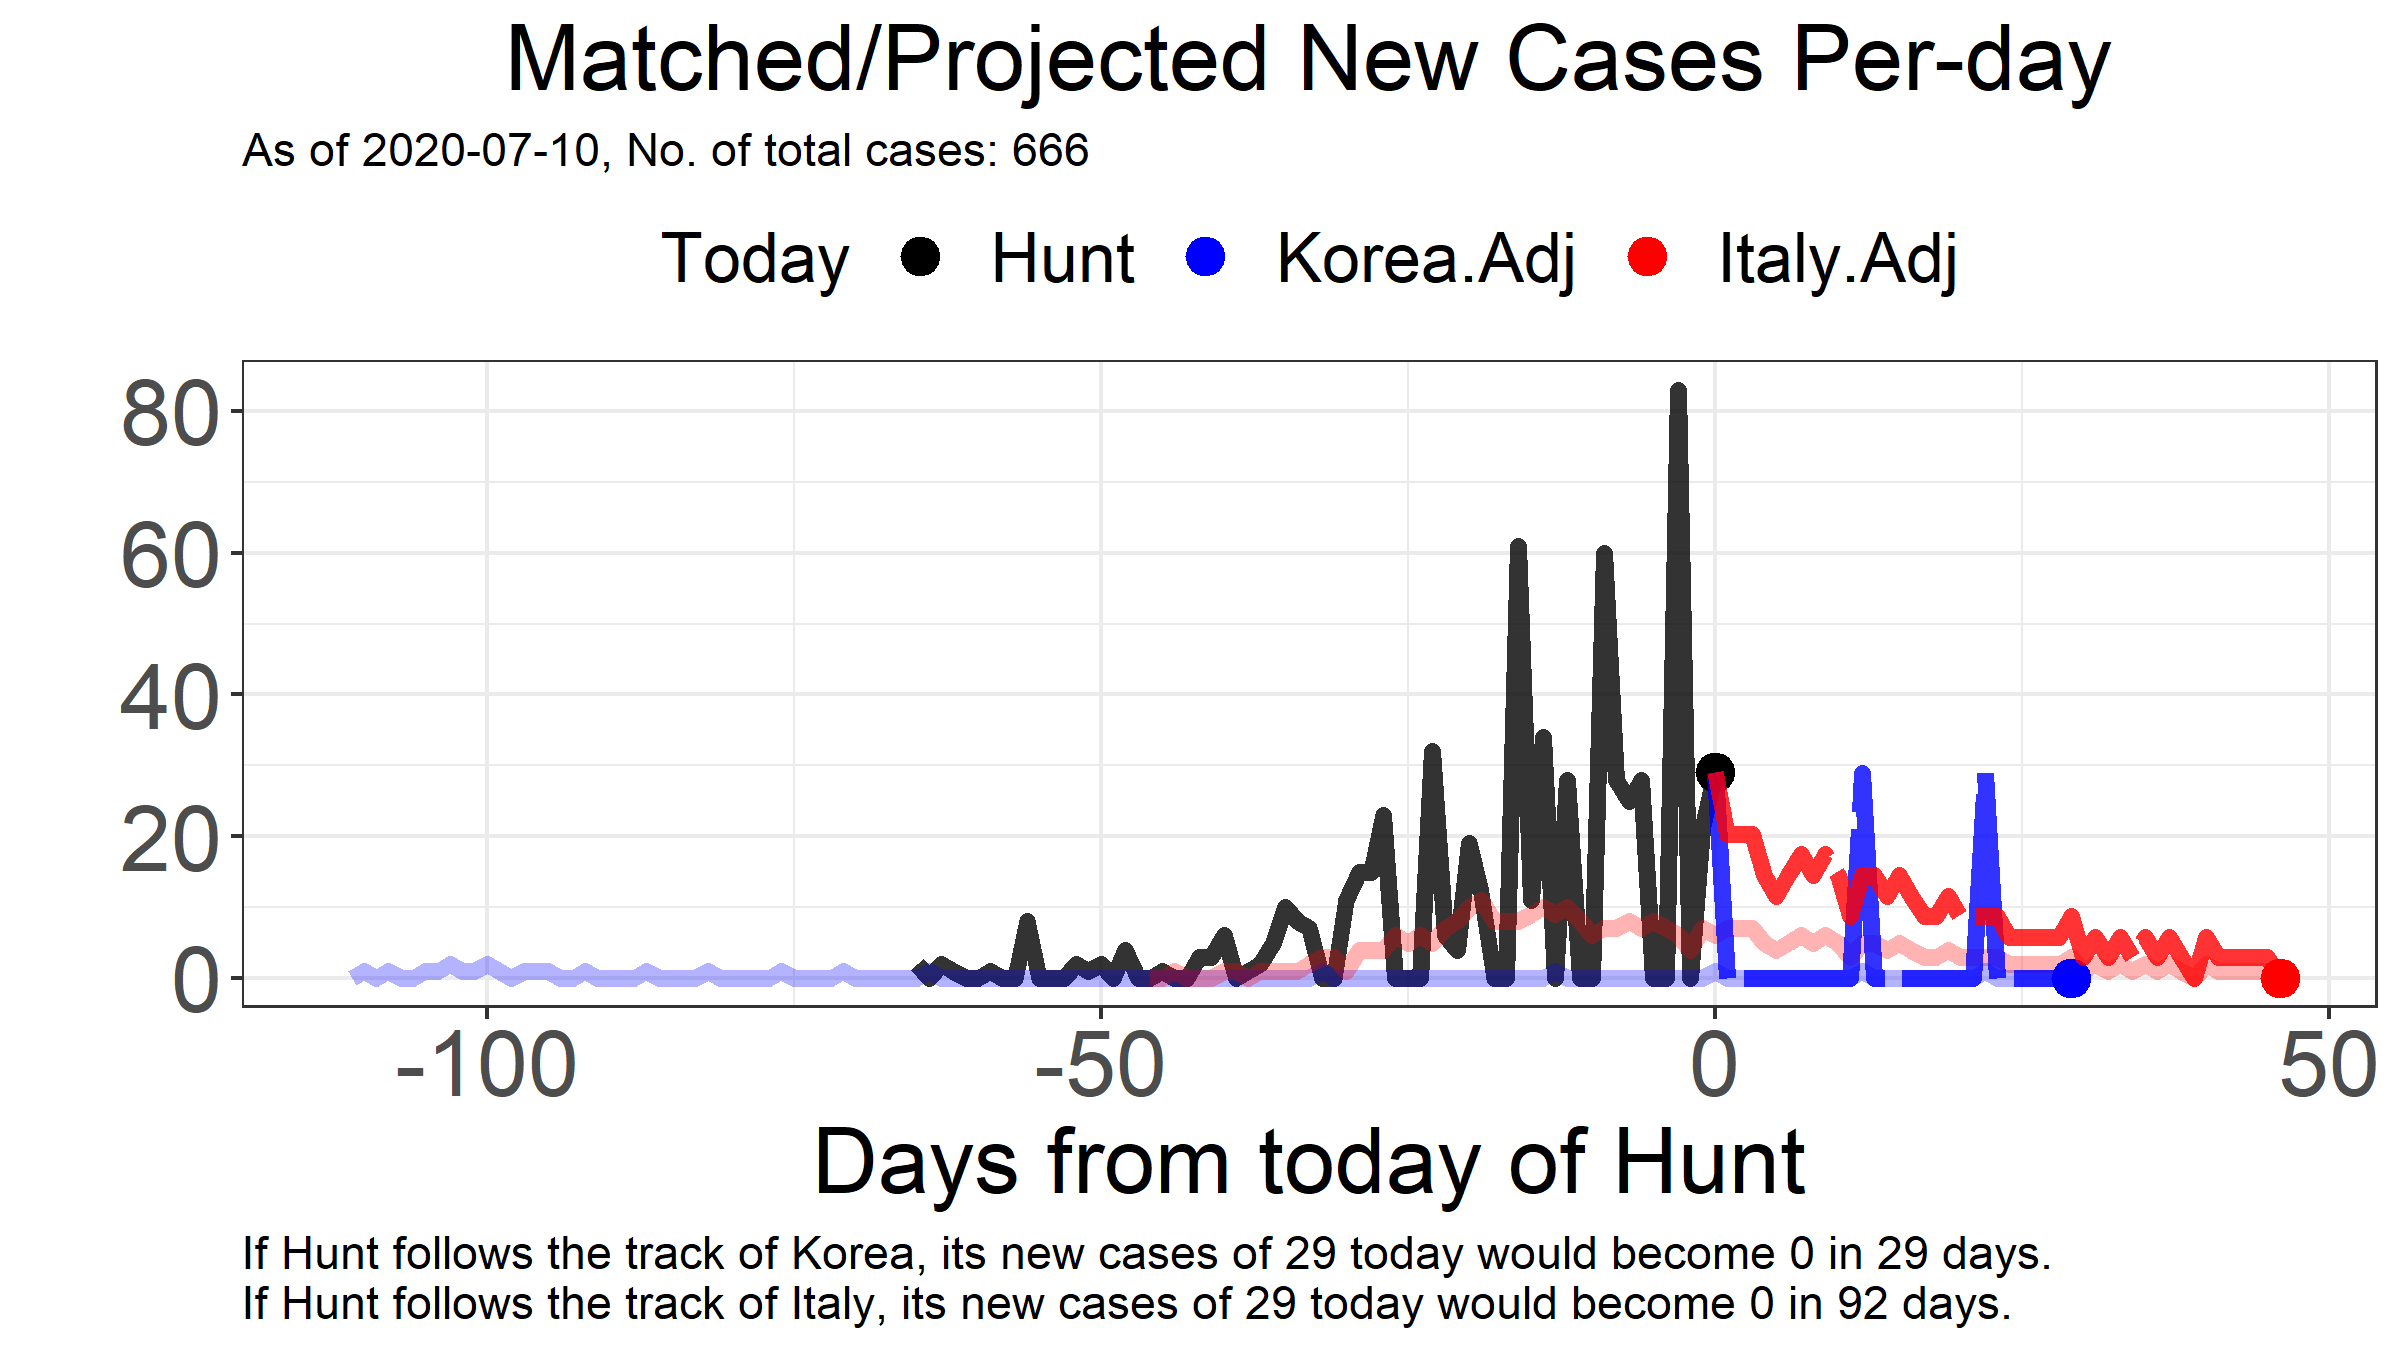 Matched/Projected New Cases Per-day
As of 2020-07-10, No. of total cases: 666
Today Hunt Korea.Adj Italy.Adj
80
60
40
20
0
-100 -50 0 50
Days from today of Hunt
If Hunt follows the track of Korea, its new cases of 29 today would become 0 in 29 days.
If Hunt follows the track of Italy, its new cases of 29 today would become 0 in 92 days.